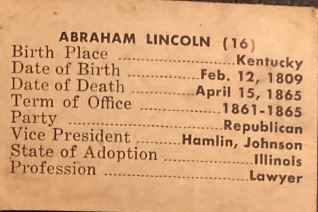 ABRAHAM LINCOLN (16)
Birth Place ................ Kentucky
Date of Birth ............ Feb. 12, 1809
Date of Death ......... April 15, 1865
Term of Office ............ 1861-1865
Party ........................ Republican
Vice President ....... Hamlin, Johnson
State of Adoption .............. Illinois
Profession ........................ Lawyer